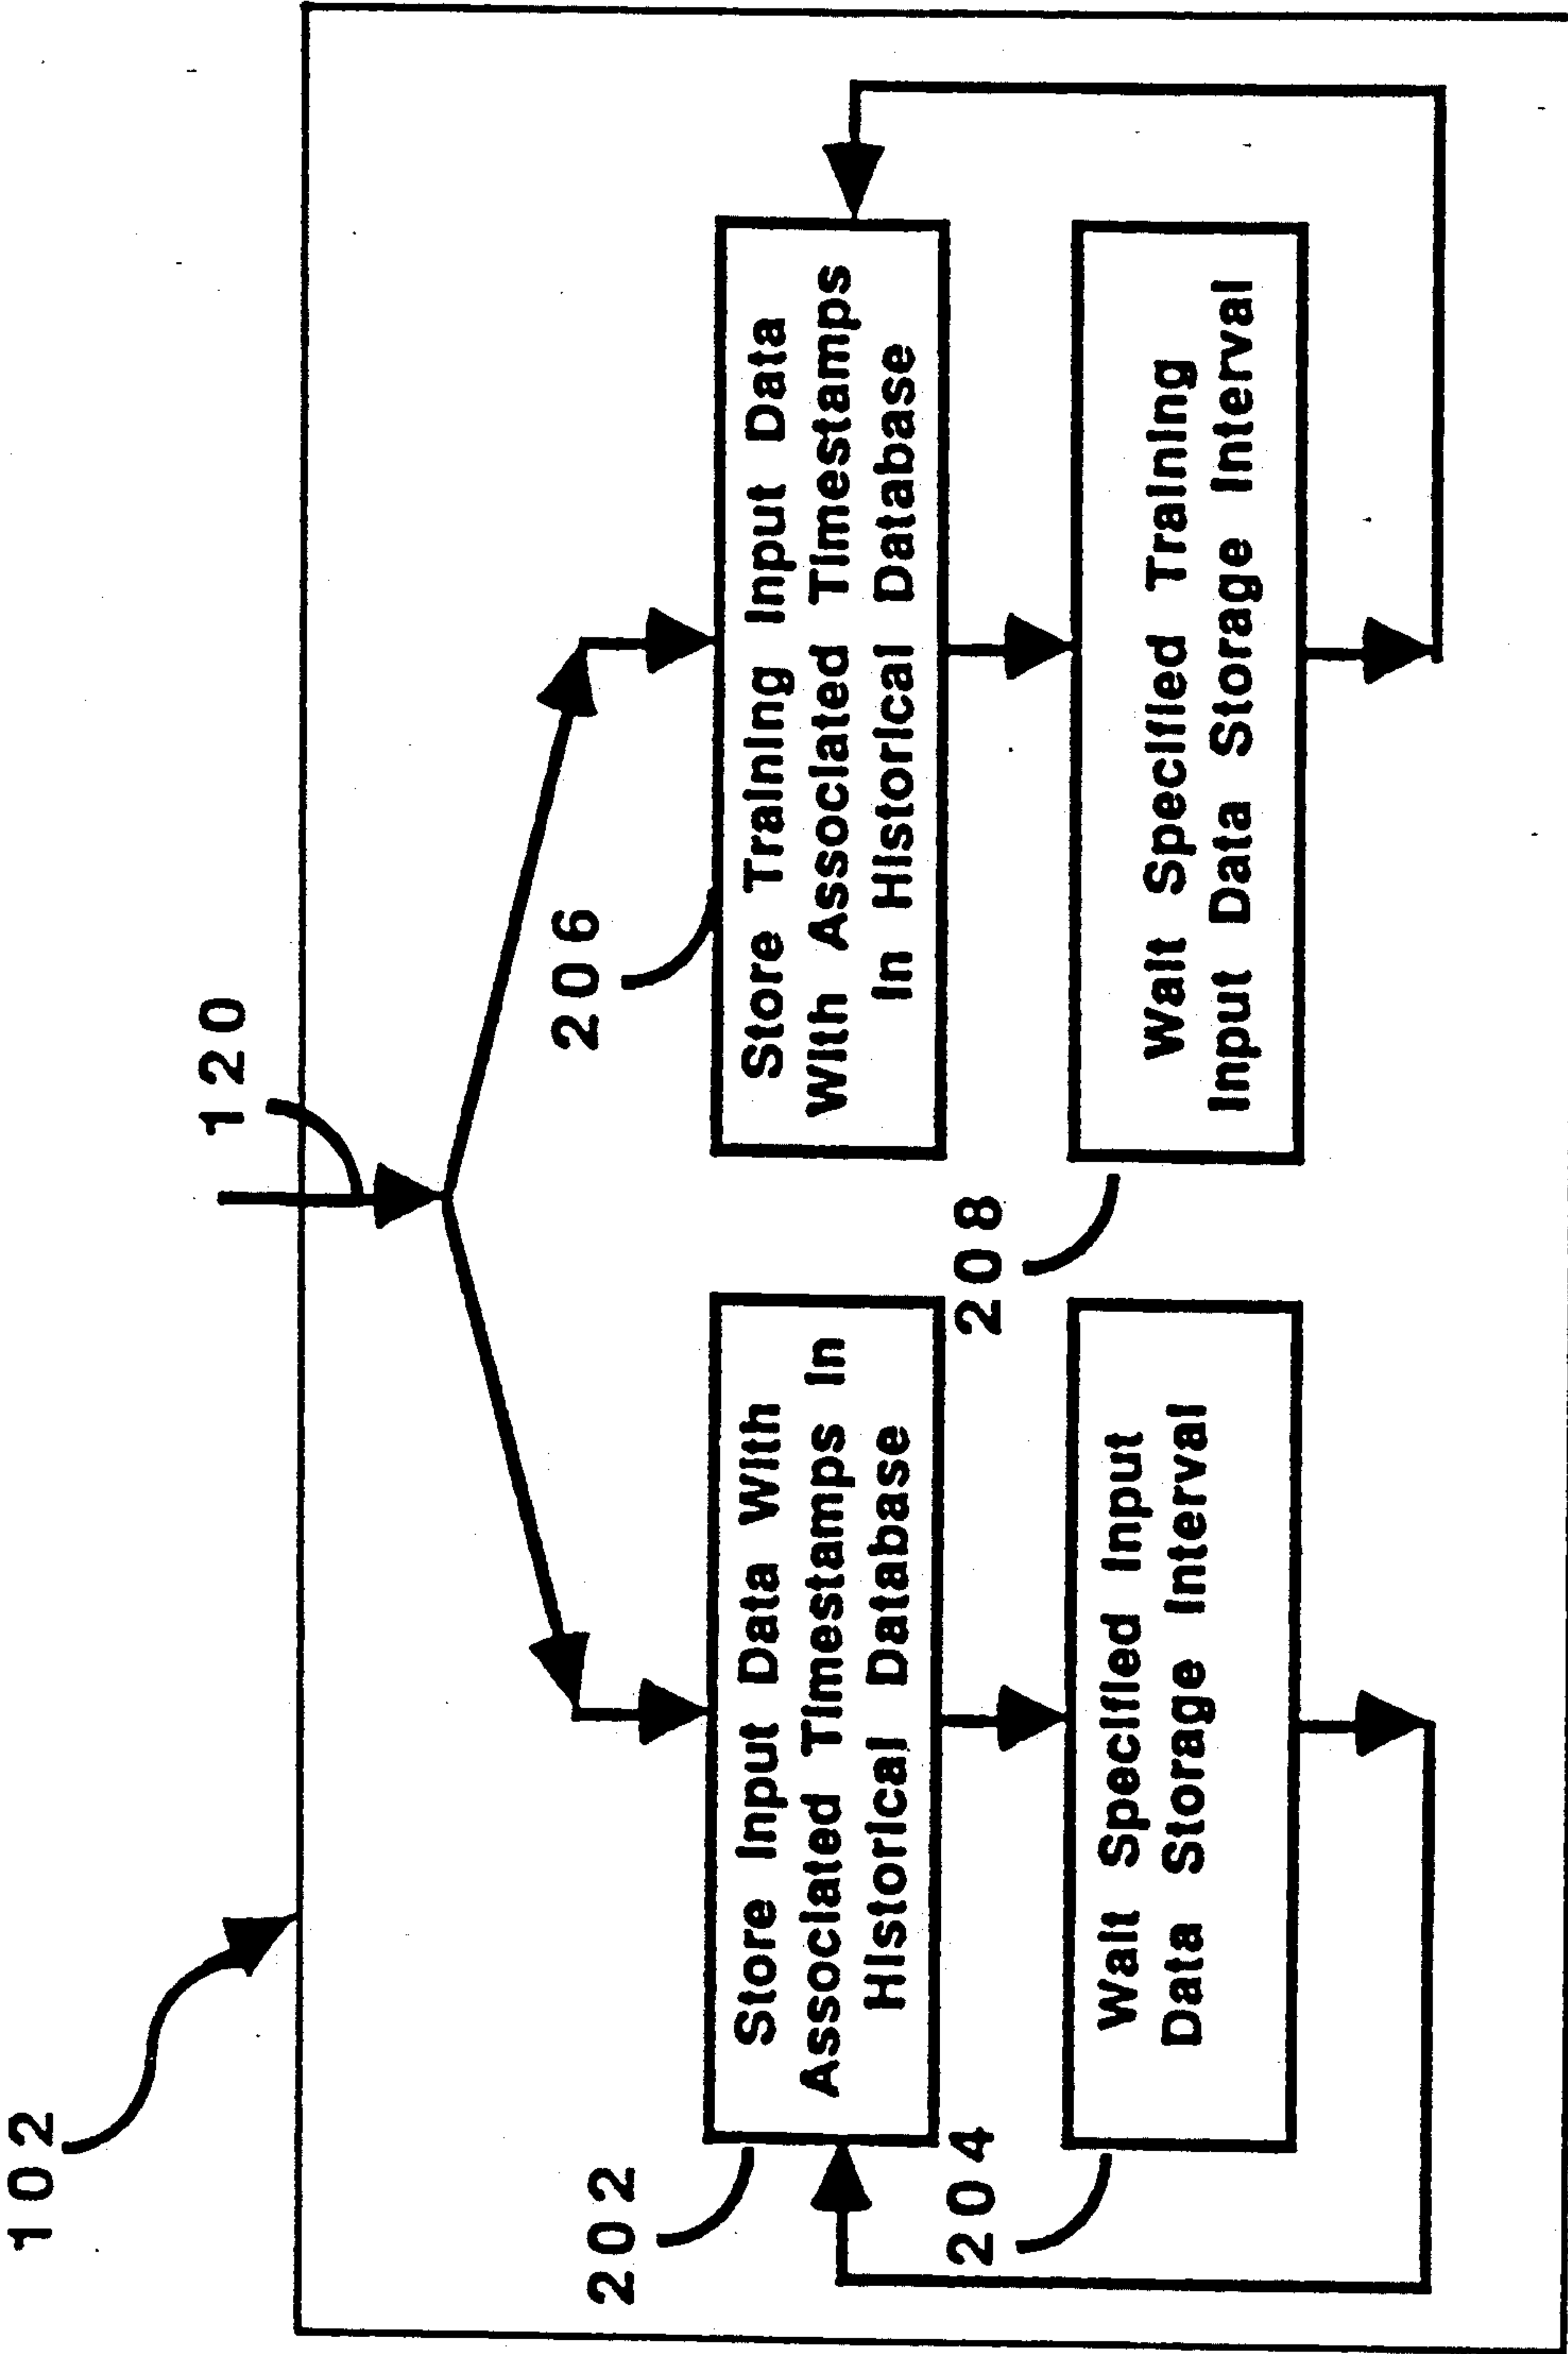 102
120
202
Store Input Data With
Associated Timestamps In
Historical Database
204
Wait Specified Input
Data Storage Interval
206
Store Training Input Data
With Associated Timestamps
In Historical Database
208
Wait Specified Training
Input Data Storage Interval